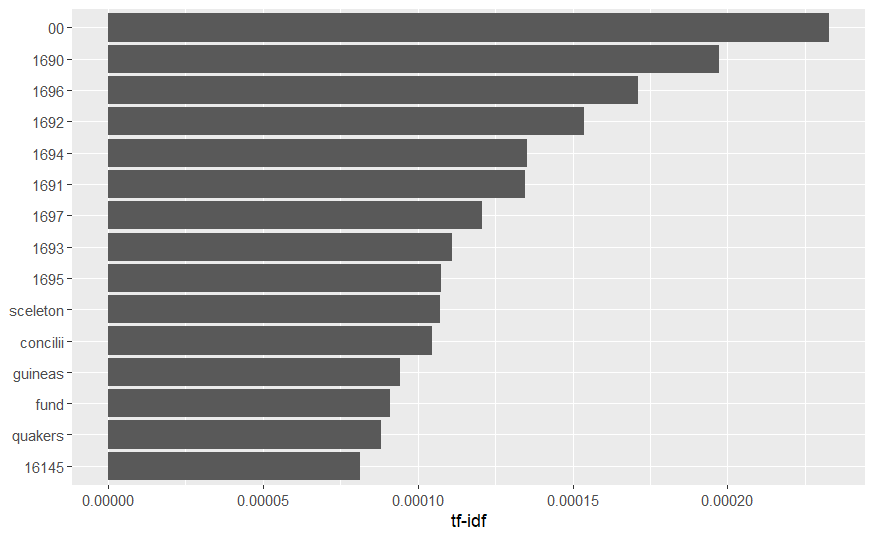 00
1690
1696
1692
1694
1691
1697
1693
1695
sceleton
concilii
guineas
fund
quakers
16145
0.00000 0.00005 0.00010 0.00015 0.00020
tf-idf